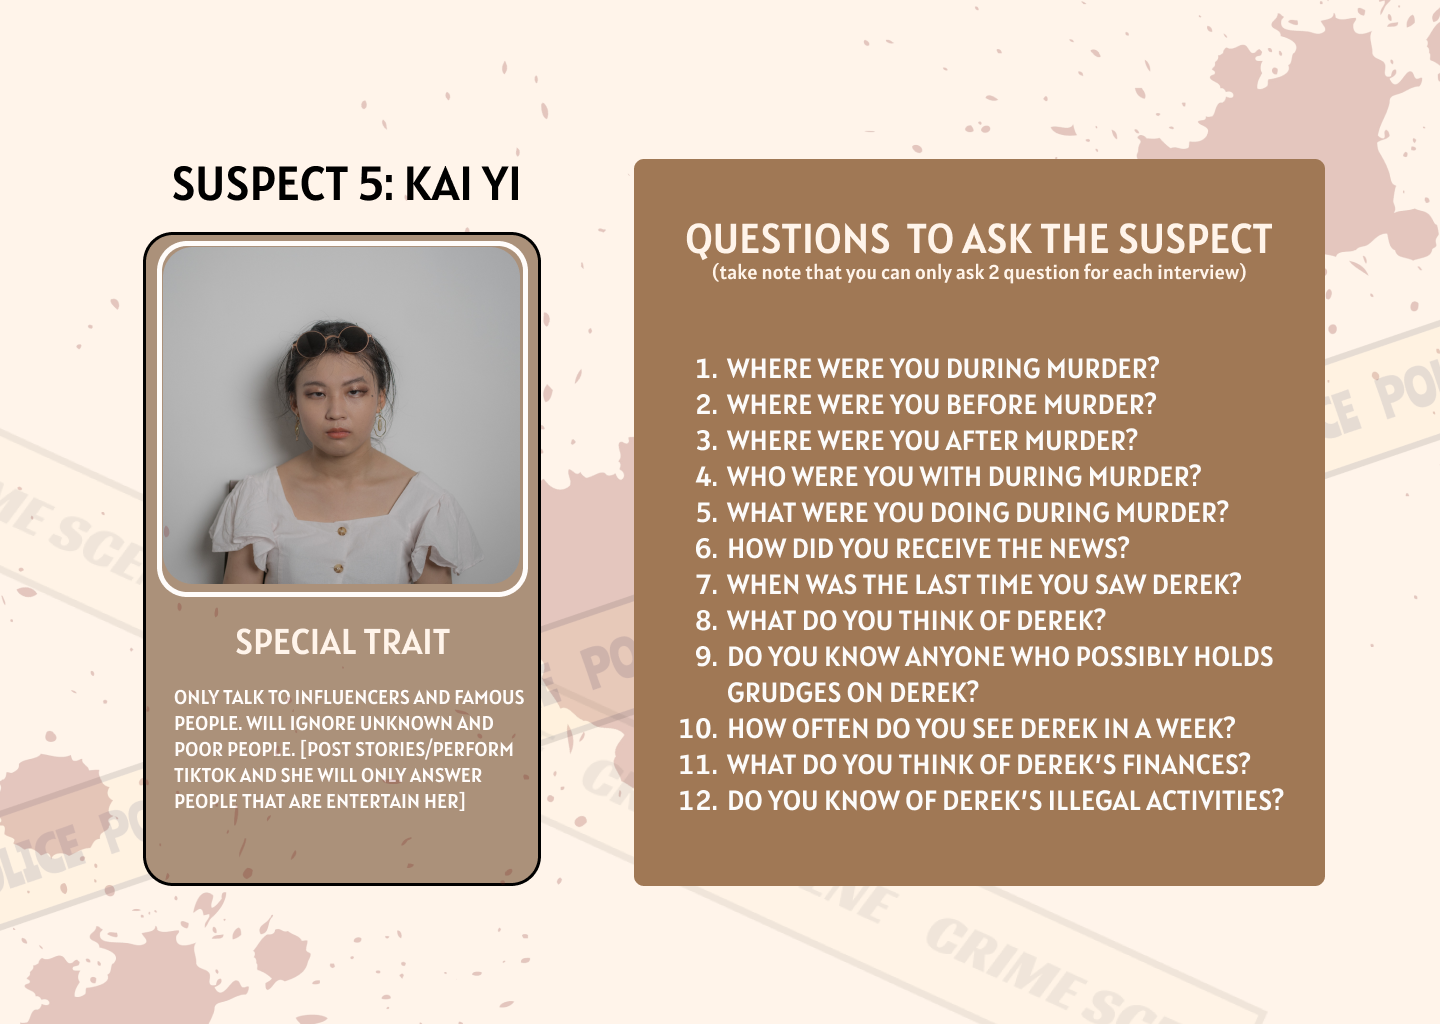 SUSPECT 5: KAI YI
SPECIAL TRAIT
ONLY TALK TO INFLUENCERS AND FAMOUS
PEOPLE. WILL IGNORE UNKNOWN AND
POOR PEOPLE. [POST STORIES/PERFORM
TIKTOK AND SHE WILL ONLY ANSWER
PEOPLE THAT ARE ENTERTAIN HER]
QUESTIONS TO ASK THE SUSPECT
(take note that you can only ask 2 question for each interview)
1. WHERE WERE YOU DURING MURDER?
2. WHERE WERE YOU BEFORE MURDER?
3. WHERE WERE YOU AFTER MURDER?
4. WHO WERE YOU WITH DURING MURDER?
5. WHAT WERE YOU DOING DURING MURDER?
6. HOW DID YOU RECEIVE THE NEWS?
7. WHEN WAS THE LAST TIME YOU SAW DEREK?
8. WHAT DO YOU THINK OF DEREK?
9. DO YOU KNOW ANYONE WHO POSSIBLY HOLDS
GRUDGES ON DEREK?
10. HOW OFTEN DO YOU SEE DEREK IN A WEEK?
11. WHAT DO YOU THINK OF DEREK'S FINANCES?
12. DO YOU KNOW OF DEREK'S ILLEGAL ACTIVITIES?
CRIME SCE